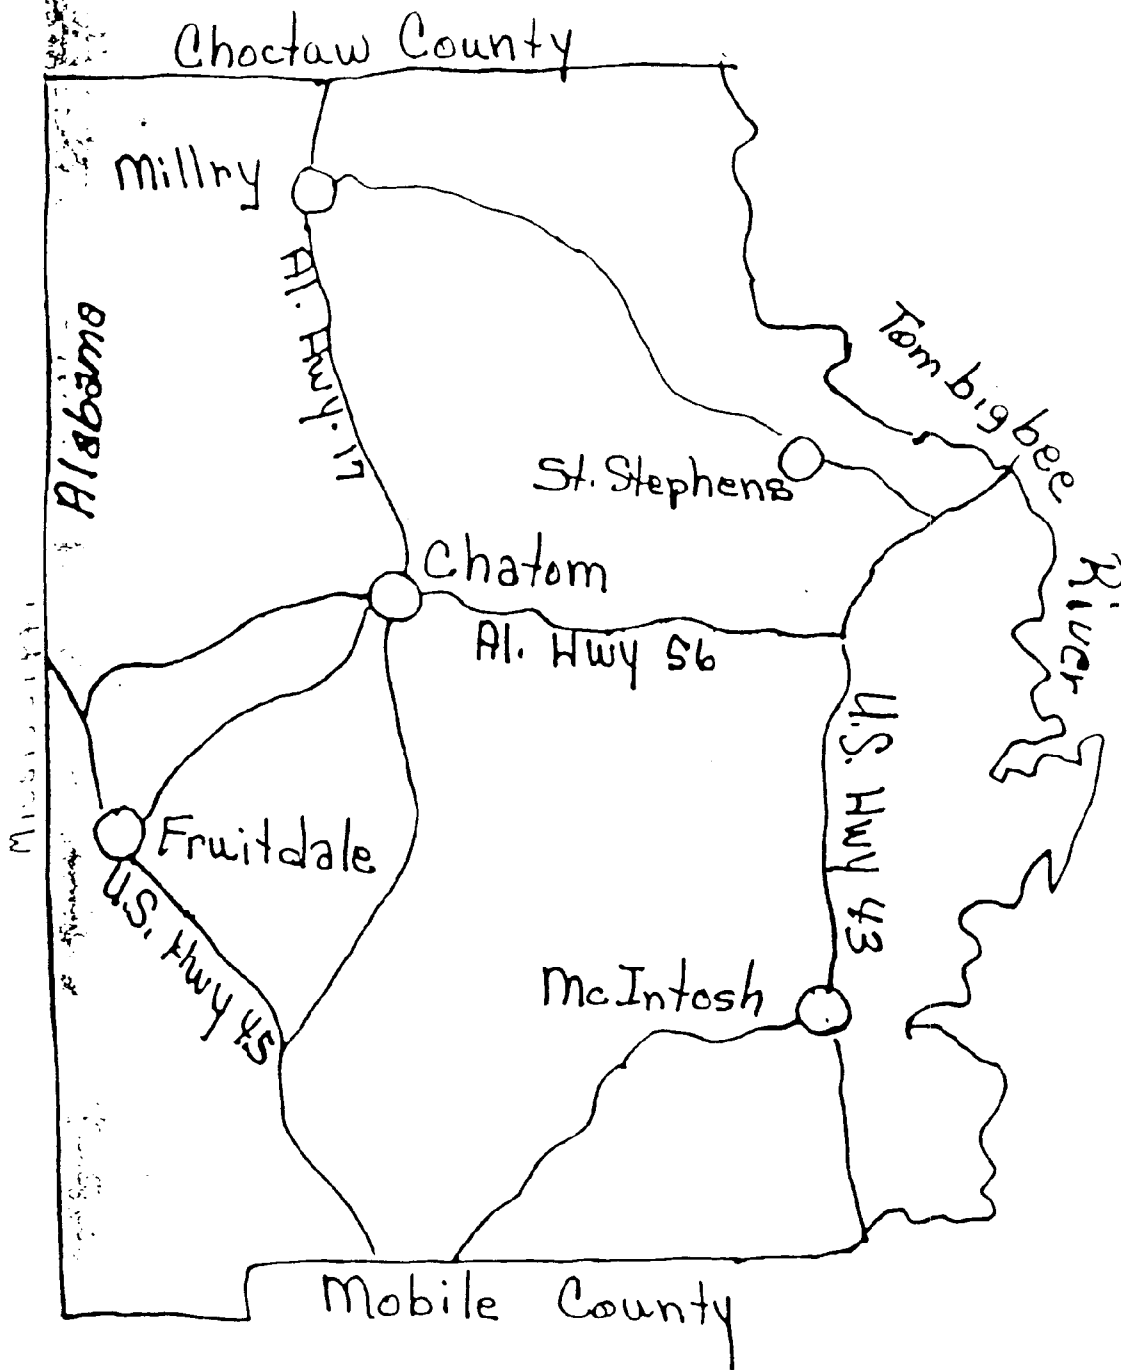 Choctaw County
Millry
Al. Hwy. 17
Alabama
Tombigbee
River
St. Stephens
Chatom
Al. Hwy 56
U.S. Hwy 43
Fruitdale
U.S. Hwy 45
McIntosh
Mobile County